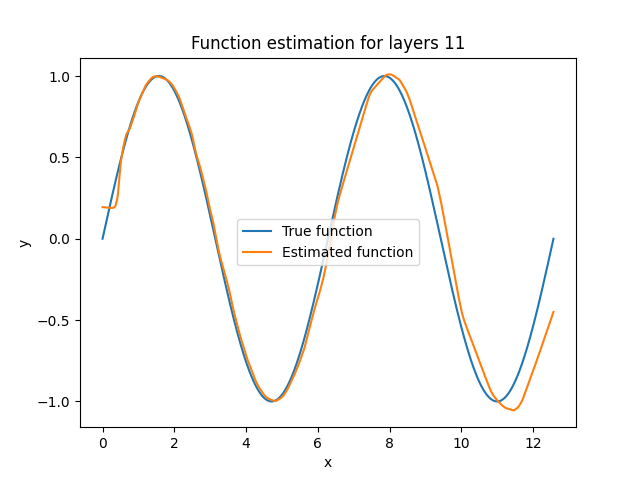 Function estimation for layers 11
1.0
0.5
0.0
−0.5
−1.0
y
True function
Estimated function
0
2
4
6
8
10
12
x